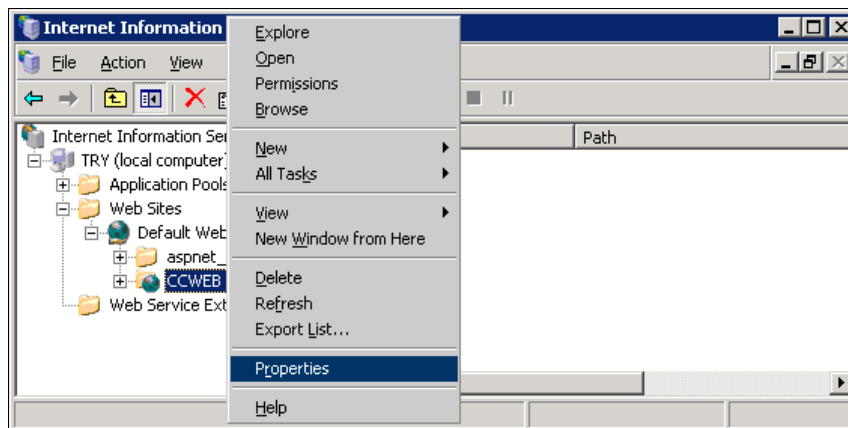 Internet Information
File Action View
Internet Information Ser
Path
TRY (local computer)
Application Pools
Web Sites
Default Web
aspnet_
CCWEB
Web Service Ext
Explore
Open
Permissions
Browse
New
All Tasks
View
New Window from Here
Delete
Refresh
Export List...
Properties
Help